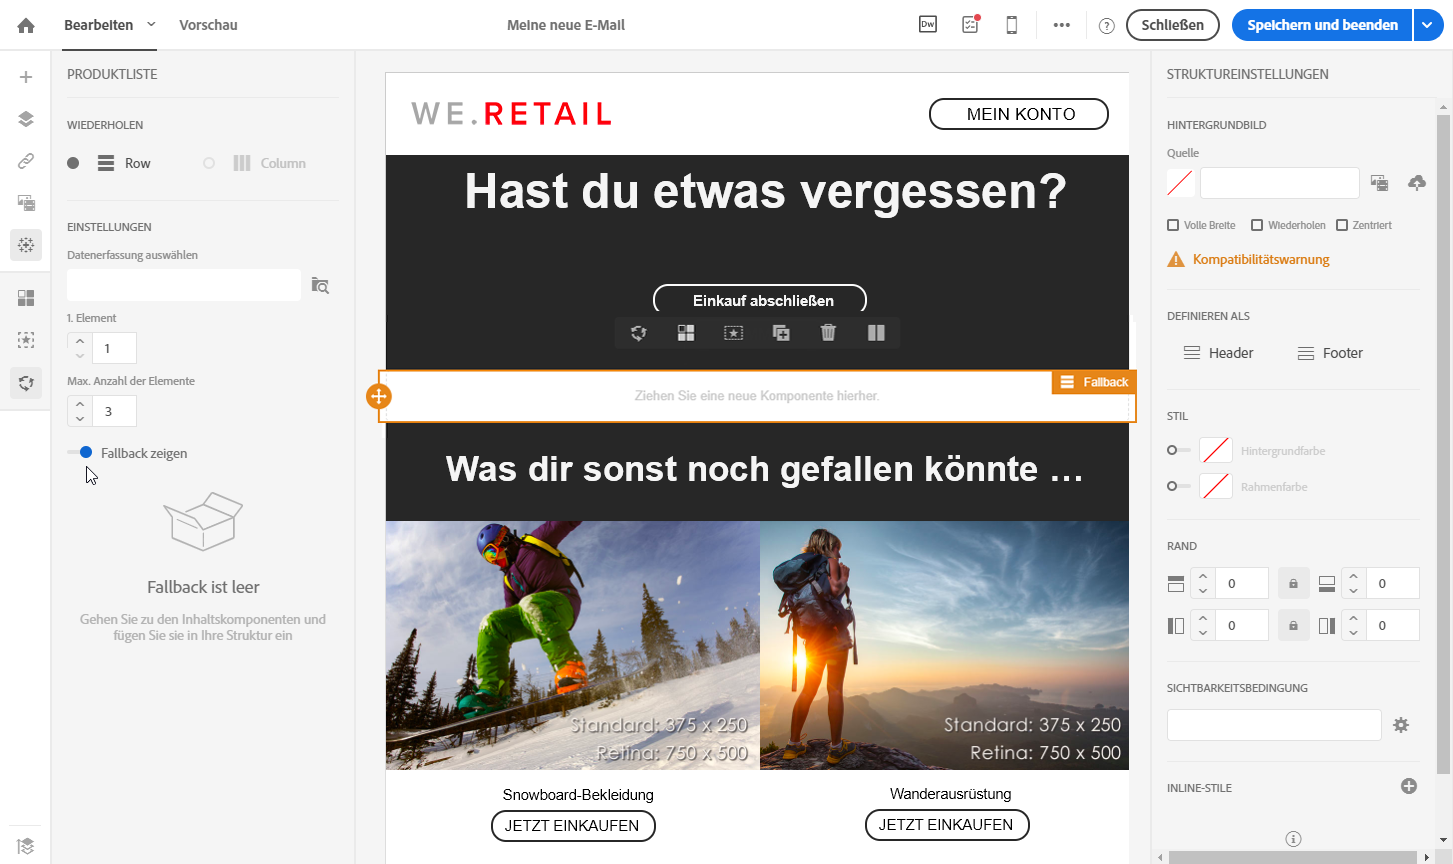 Bearbeiten
Vorschau
Meine neue E-Mail
Dw
?
Schließen
Speichern und beenden
PRODUKTLISTE
WIEDERHOLEN
Row
Column
EINSTELLUNGEN
Datenerfassung auswählen
1. Element
1
Max. Anzahl der Elemente
3
Fallback zeigen
Fallback ist leer
Gehen Sie zu den Inhaltskomponenten und
fügen Sie sie in Ihre Struktur ein
WE.RETAIL
MEIN KONTO
Hast du etwas vergessen?
Einkauf abschließen
Fallback
Ziehen Sie eine neue Komponente hierher.
Was dir sonst noch gefallen könnte ...
Standard: 375 x 250
Retina: 750 x 500
Standard: 375 x 250
Retina: 750 x 500
Snowboard-Bekleidung
JETZT EINKAUFEN
Wanderausrüstung
JETZT EINKAUFEN
STRUKTUREINSTELLUNGEN
HINTERGRUNDBILD
Quelle
Volle Breite
Wiederholen
Zentriert
Kompatibilitätswarnung
DEFINIEREN ALS
Header
Footer
STIL
Hintergrundfarbe
Rahmenfarbe
RAND
0
0
0
0
SICHTBARKEITSBEDINGUNG
INLINE-STILE